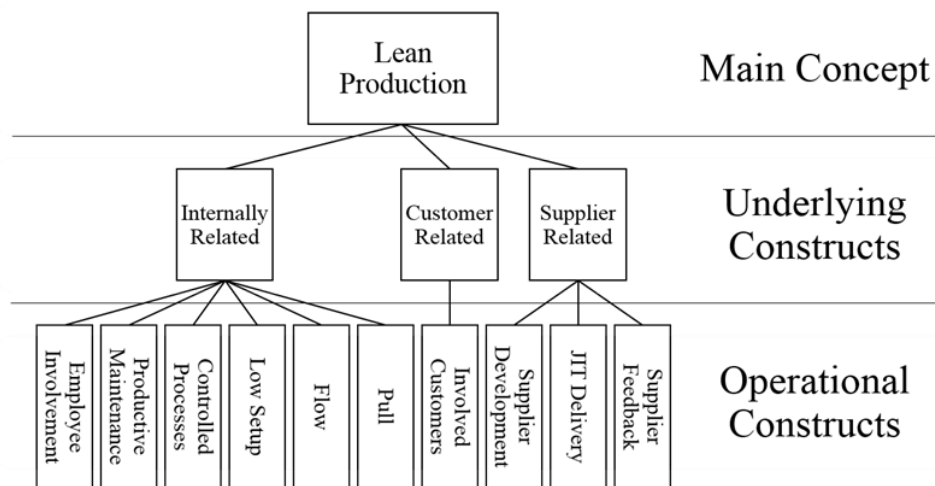 Lean
Production
Main Concept
Internally
Related
Customer
Related
Supplier
Related
Underlying
Constructs
Employee
Involvement
Productive
Maintenance
Controlled
Processes
Low Setup
Flow
Pull
Involved
Customers
Supplier
Development
JIT Delivery
Supplier
Feedback
Operational
Constructs